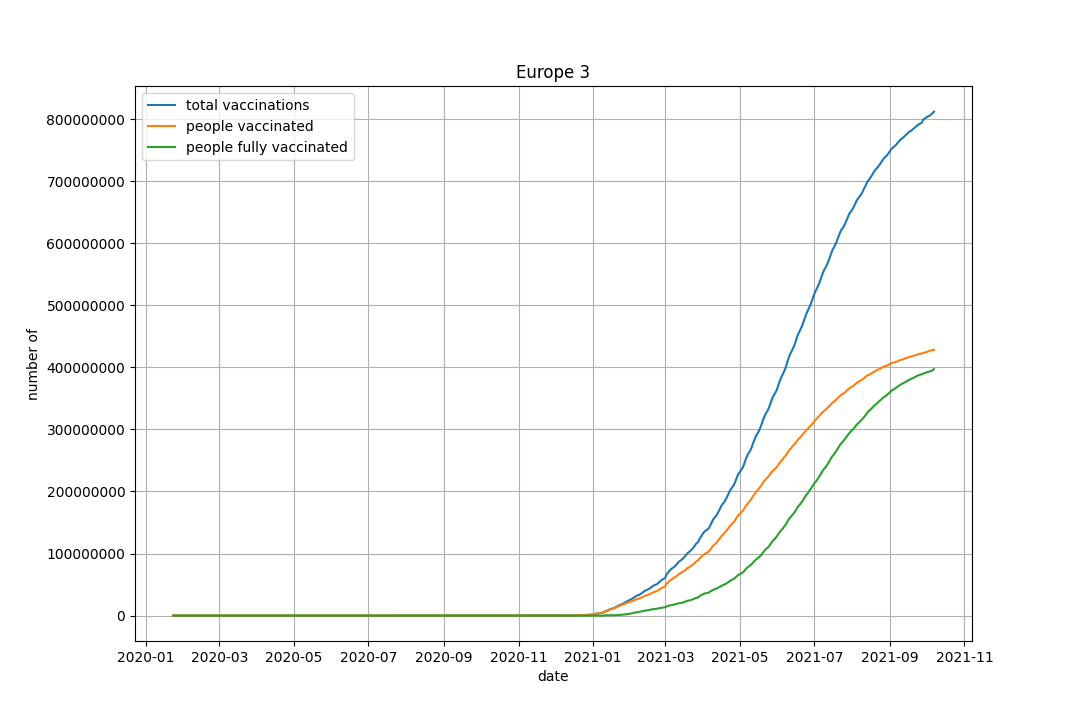 Europe 3
total vaccinations
people vaccinated
people fully vaccinated
800000000
700000000
600000000
500000000
400000000
300000000
200000000
100000000
0
number of
2020-01 2020-03 2020-05 2020-07 2020-09 2020-11 2021-01 2021-03 2021-05 2021-07 2021-09 2021-11
date